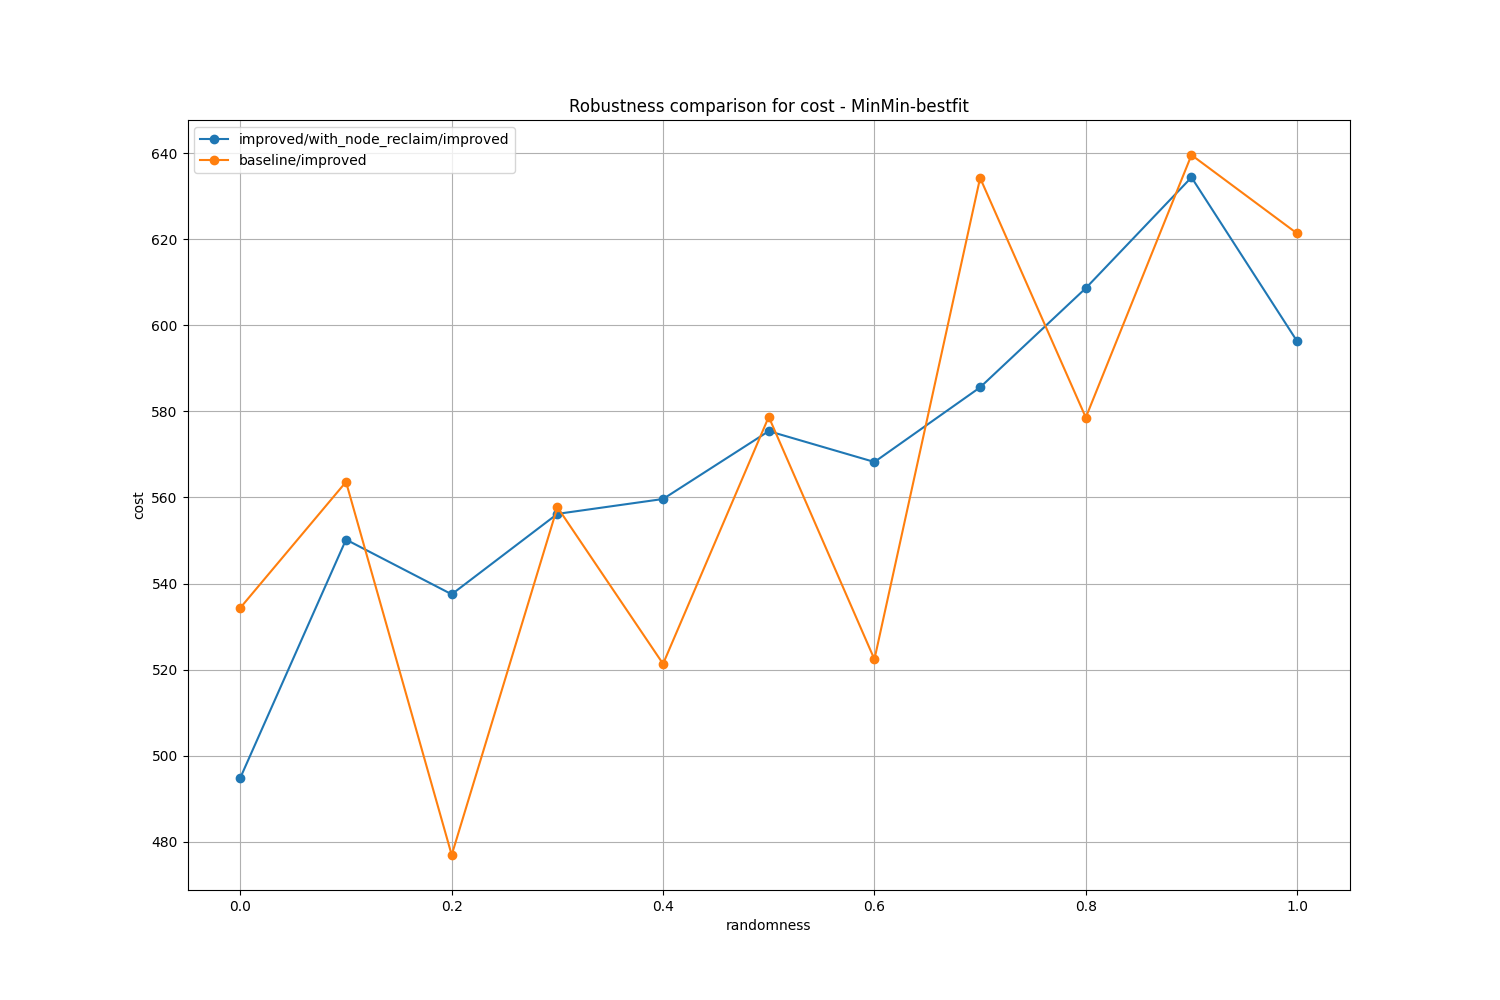 Robustness comparison for cost - MinMin-bestfit
improved/with_node_reclaim/improved
baseline/improved
640
620
600
580
560
540
520
500
480
cost
0.0 0.2 0.4 0.6 0.8 1.0
randomness